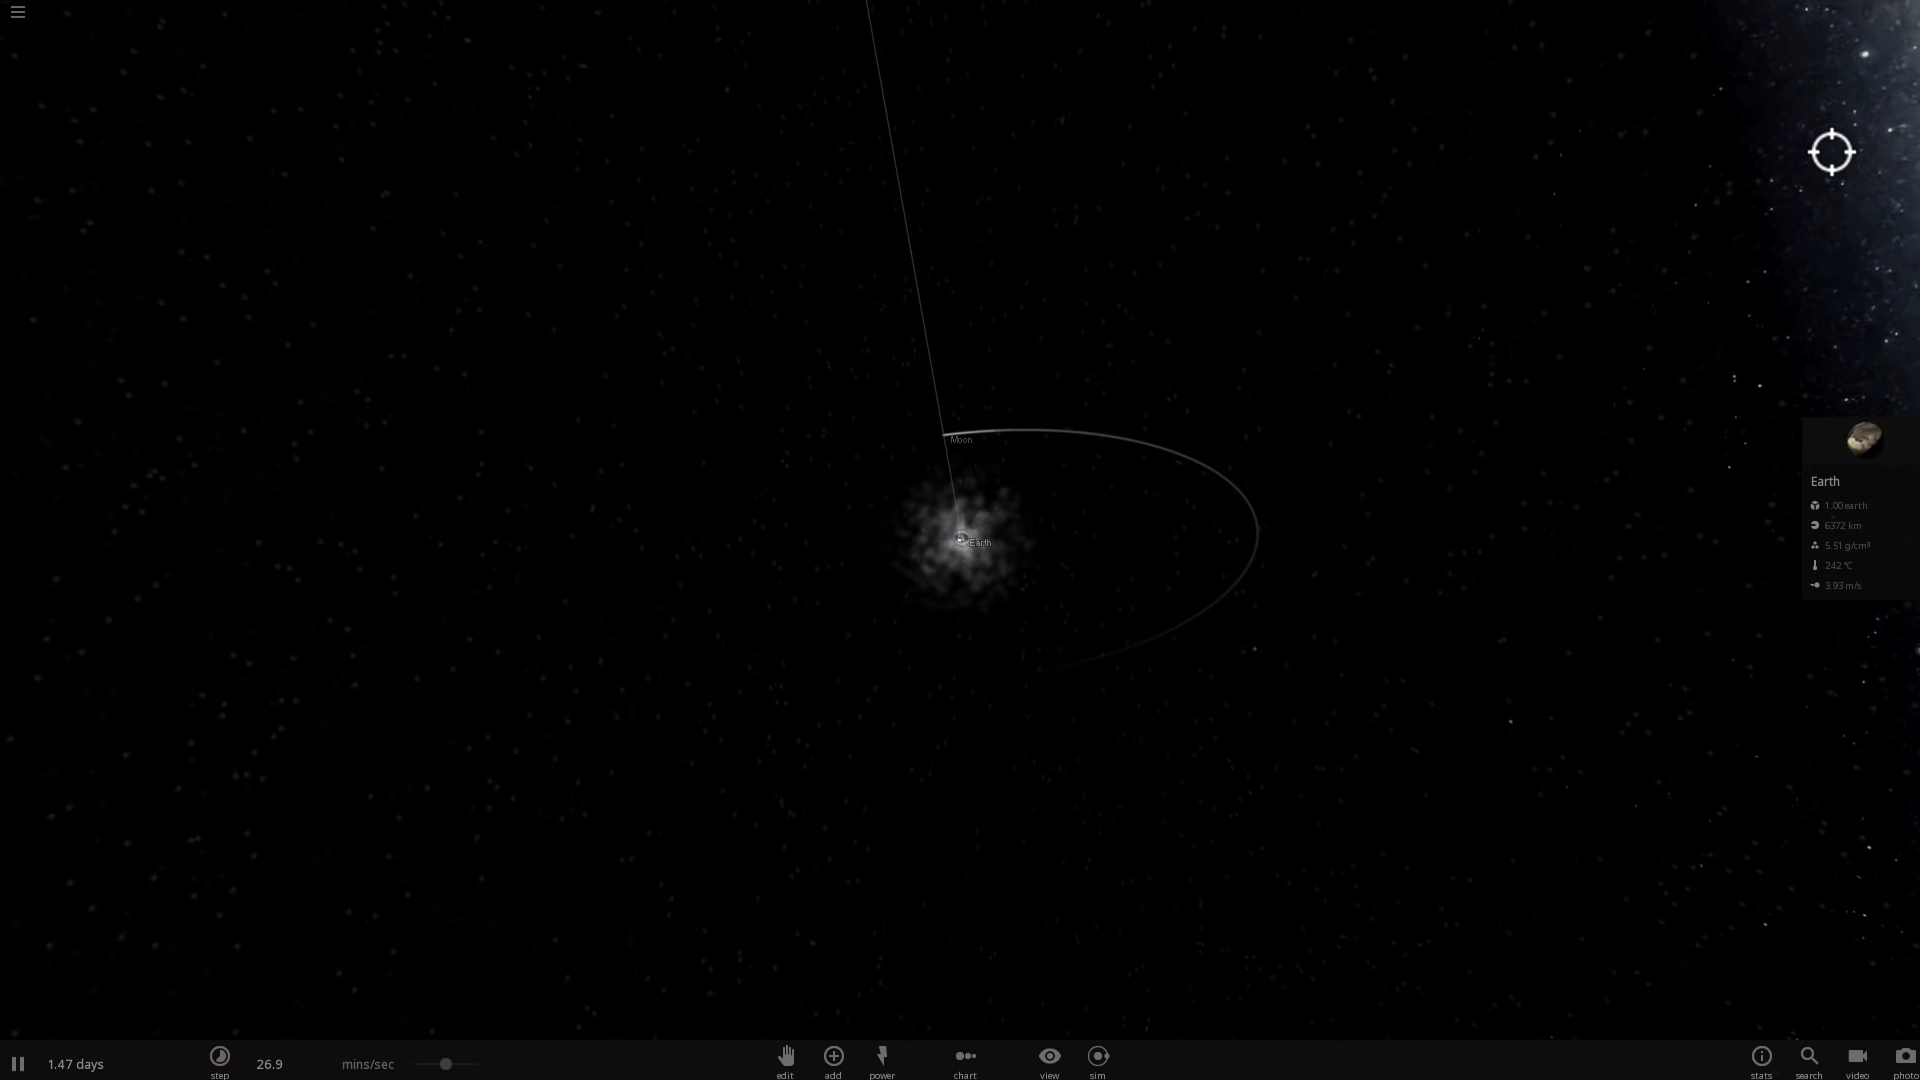 Moon
Earth
Earth
1.00 earth
6372 km
5.51 g/cm³
242 °C
3.93 m/s
1.47 days
step
26.9 mins/sec
edit
add
power
chart
view
sim
stats
search
video
photo